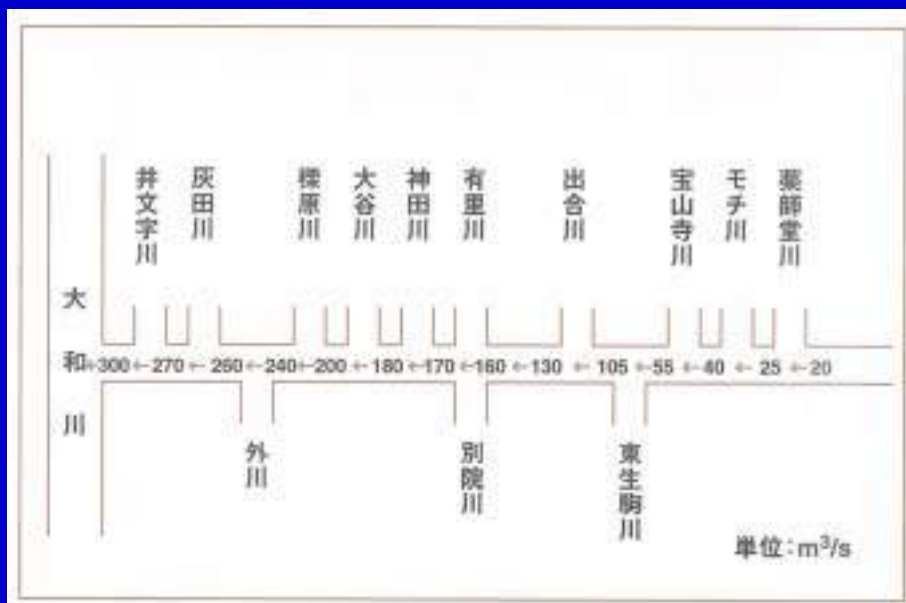 井文字川
灰田川
櫟原川
大谷川
神田川
有里川
出合川
宝山寺川
モチ川
薬師堂川
大和川
←300←270←260←240←200←180←170←160←130←105←55←40←25←20
外川
別院川
東生駒川
単位:m³/s